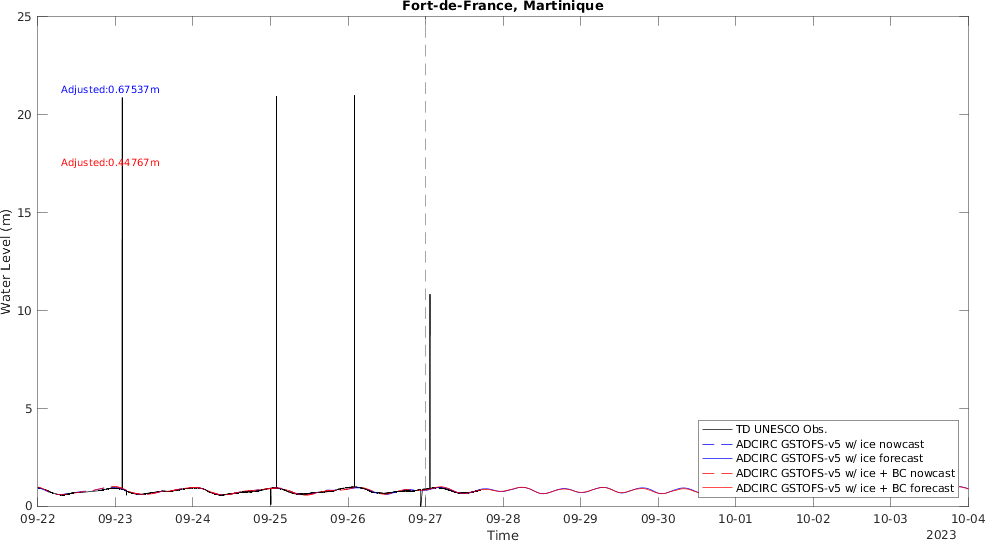 Fort-de-France, Martinique
25
20
15
10
5
0
Water Level (m)
Adjusted:0.67537m
Adjusted:0.44767m
TD UNESCO Obs.
ADCIRC GSTOFS-v5 w/ ice nowcast
ADCIRC GSTOFS-v5 w/ ice forecast
ADCIRC GSTOFS-v5 w/ ice + BC nowcast
ADCIRC GSTOFS-v5 w/ ice + BC forecast
09-22 09-23 09-24 09-25 09-26 09-27 09-28 09-29 09-30 10-01 10-02 10-03 10-04
Time
2023